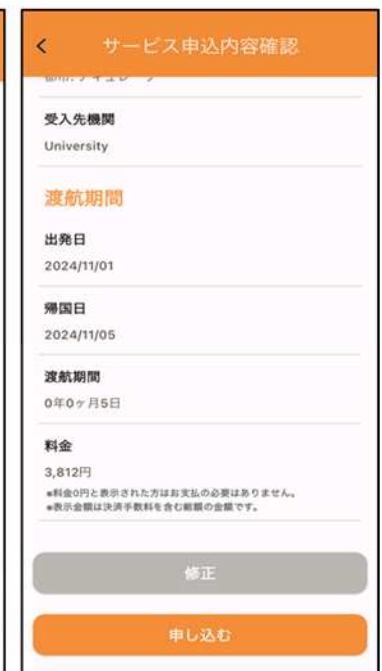 サービス申込内容確認
受入先機関
University
渡航期間
出発日
2024/11/01
帰国日
2024/11/05
渡航期間
0年0ヶ月5日
料金
3,812円
※料金0円と表示された方はお支払の必要はありません。
※表示金額は決済手数料を含む総額の金額です。
修正
申し込む